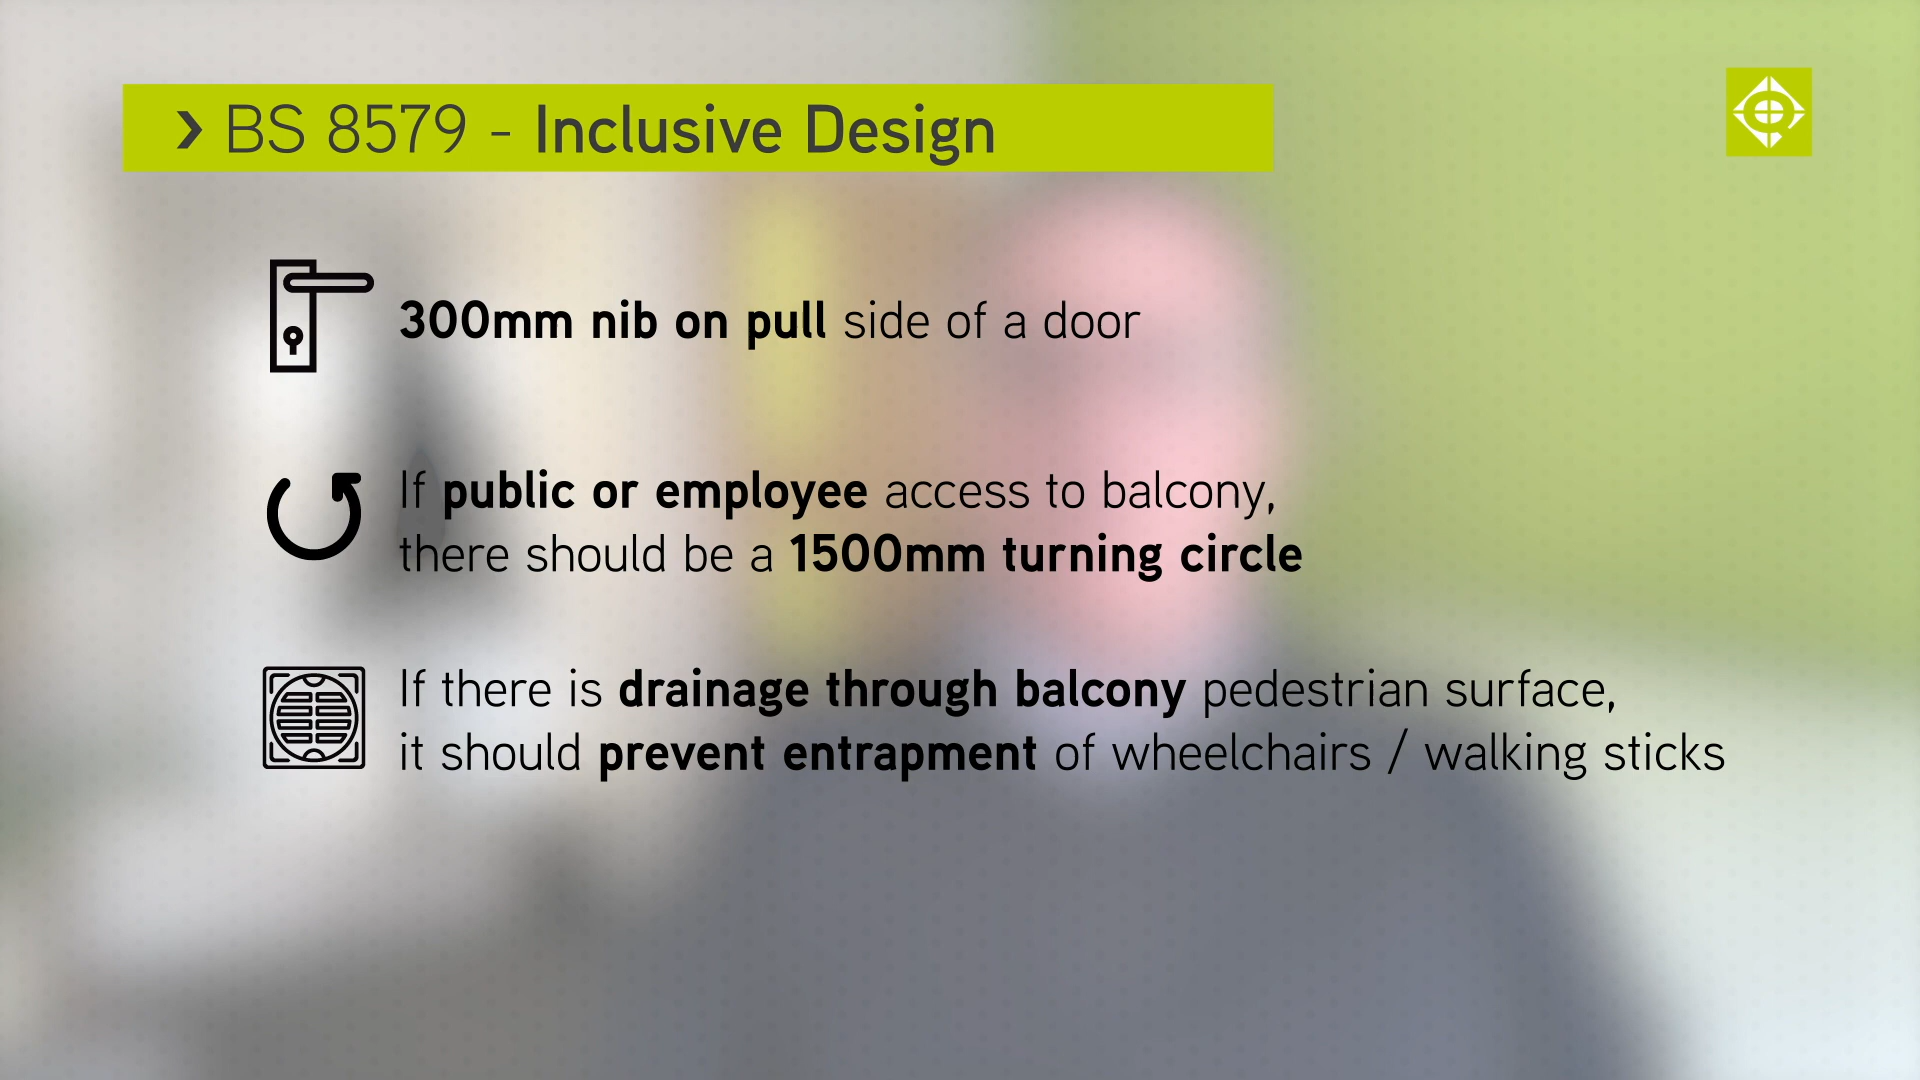 BS 8579 - Inclusive Design
300mm nib on pull side of a door
If public or employee access to balcony,
there should be a 1500mm turning circle
If there is drainage through balcony pedestrian surface,
it should prevent entrapment of wheelchairs / walking sticks